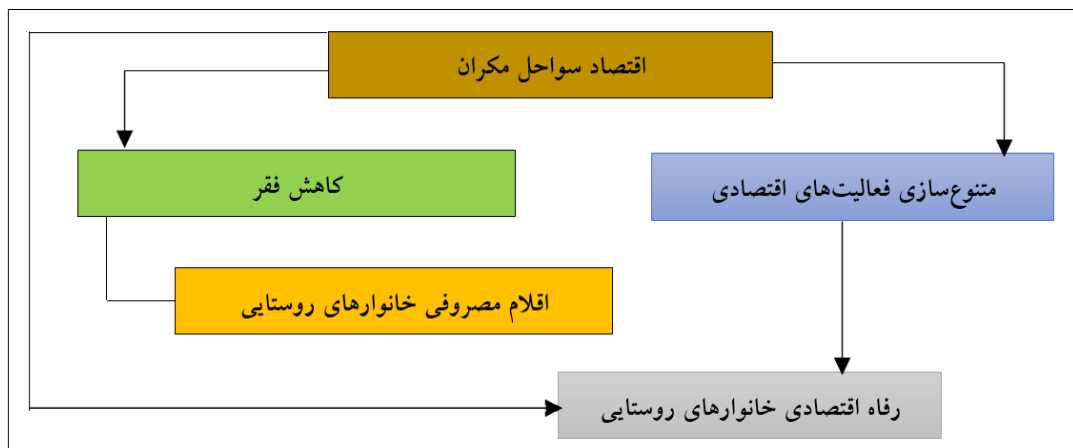 اقتصاد سواحل مکران
کاهش فقر
متنوع‌سازی فعالیت‌های اقتصادی
اقلام مصروفی خانوارهای روستایی
رفاه اقتصادی خانوارهای روستایی